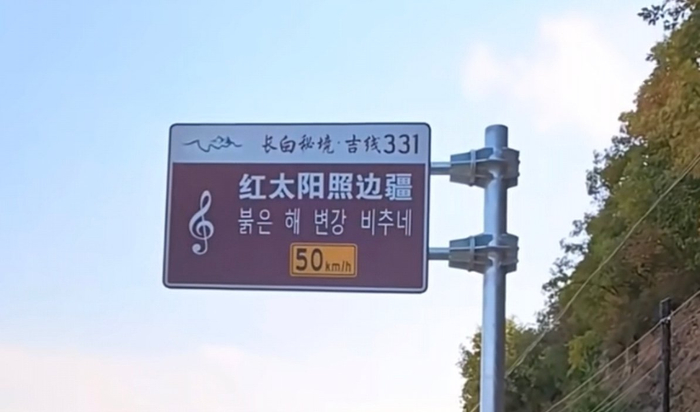 长白秘境·吉线331
红太阳照边疆
붉은 해 변강 비추네
50km/h